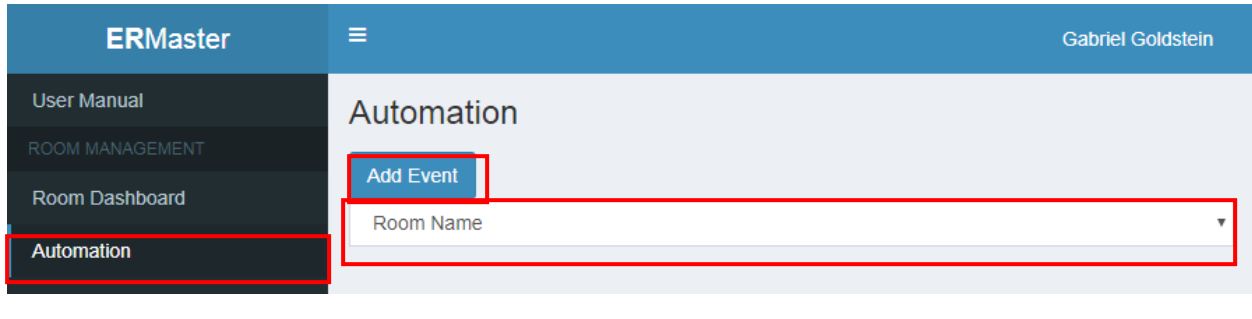 ERMaster
Gabriel Goldstein
User Manual
ROOM MANAGEMENT
Room Dashboard
Automation
Automation
Add Event
Room Name